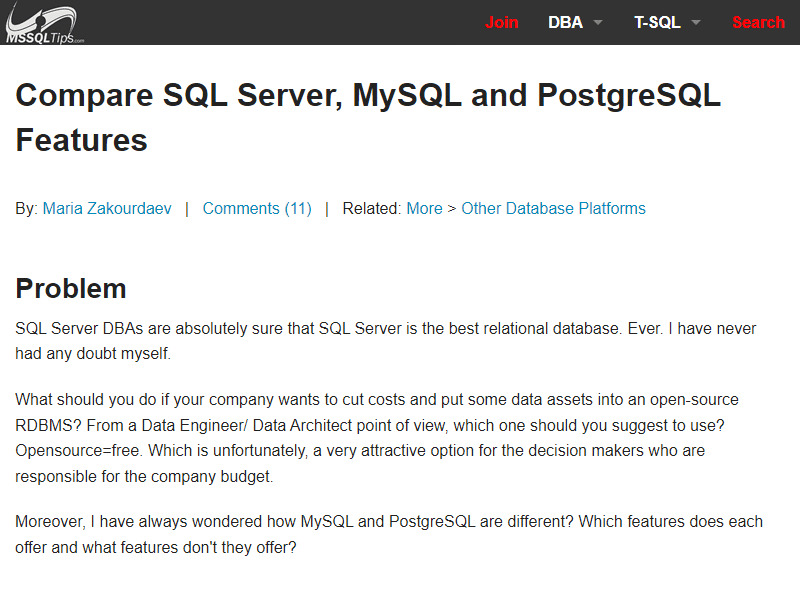 MSSQLTips.com
Join DBA T-SQL Search
Compare SQL Server, MySQL and PostgreSQL
Features
By: Maria Zakourdaev | Comments (11) | Related: More > Other Database Platforms
Problem
SQL Server DBAs are absolutely sure that SQL Server is the best relational database. Ever. I have never
had any doubt myself.
What should you do if your company wants to cut costs and put some data assets into an open-source
RDBMS? From a Data Engineer/ Data Architect point of view, which one should you suggest to use?
Opensource=free. Which is unfortunately, a very attractive option for the decision makers who are
responsible for the company budget.
Moreover, I have always wondered how MySQL and PostgreSQL are different? Which features does each
offer and what features don't they offer?